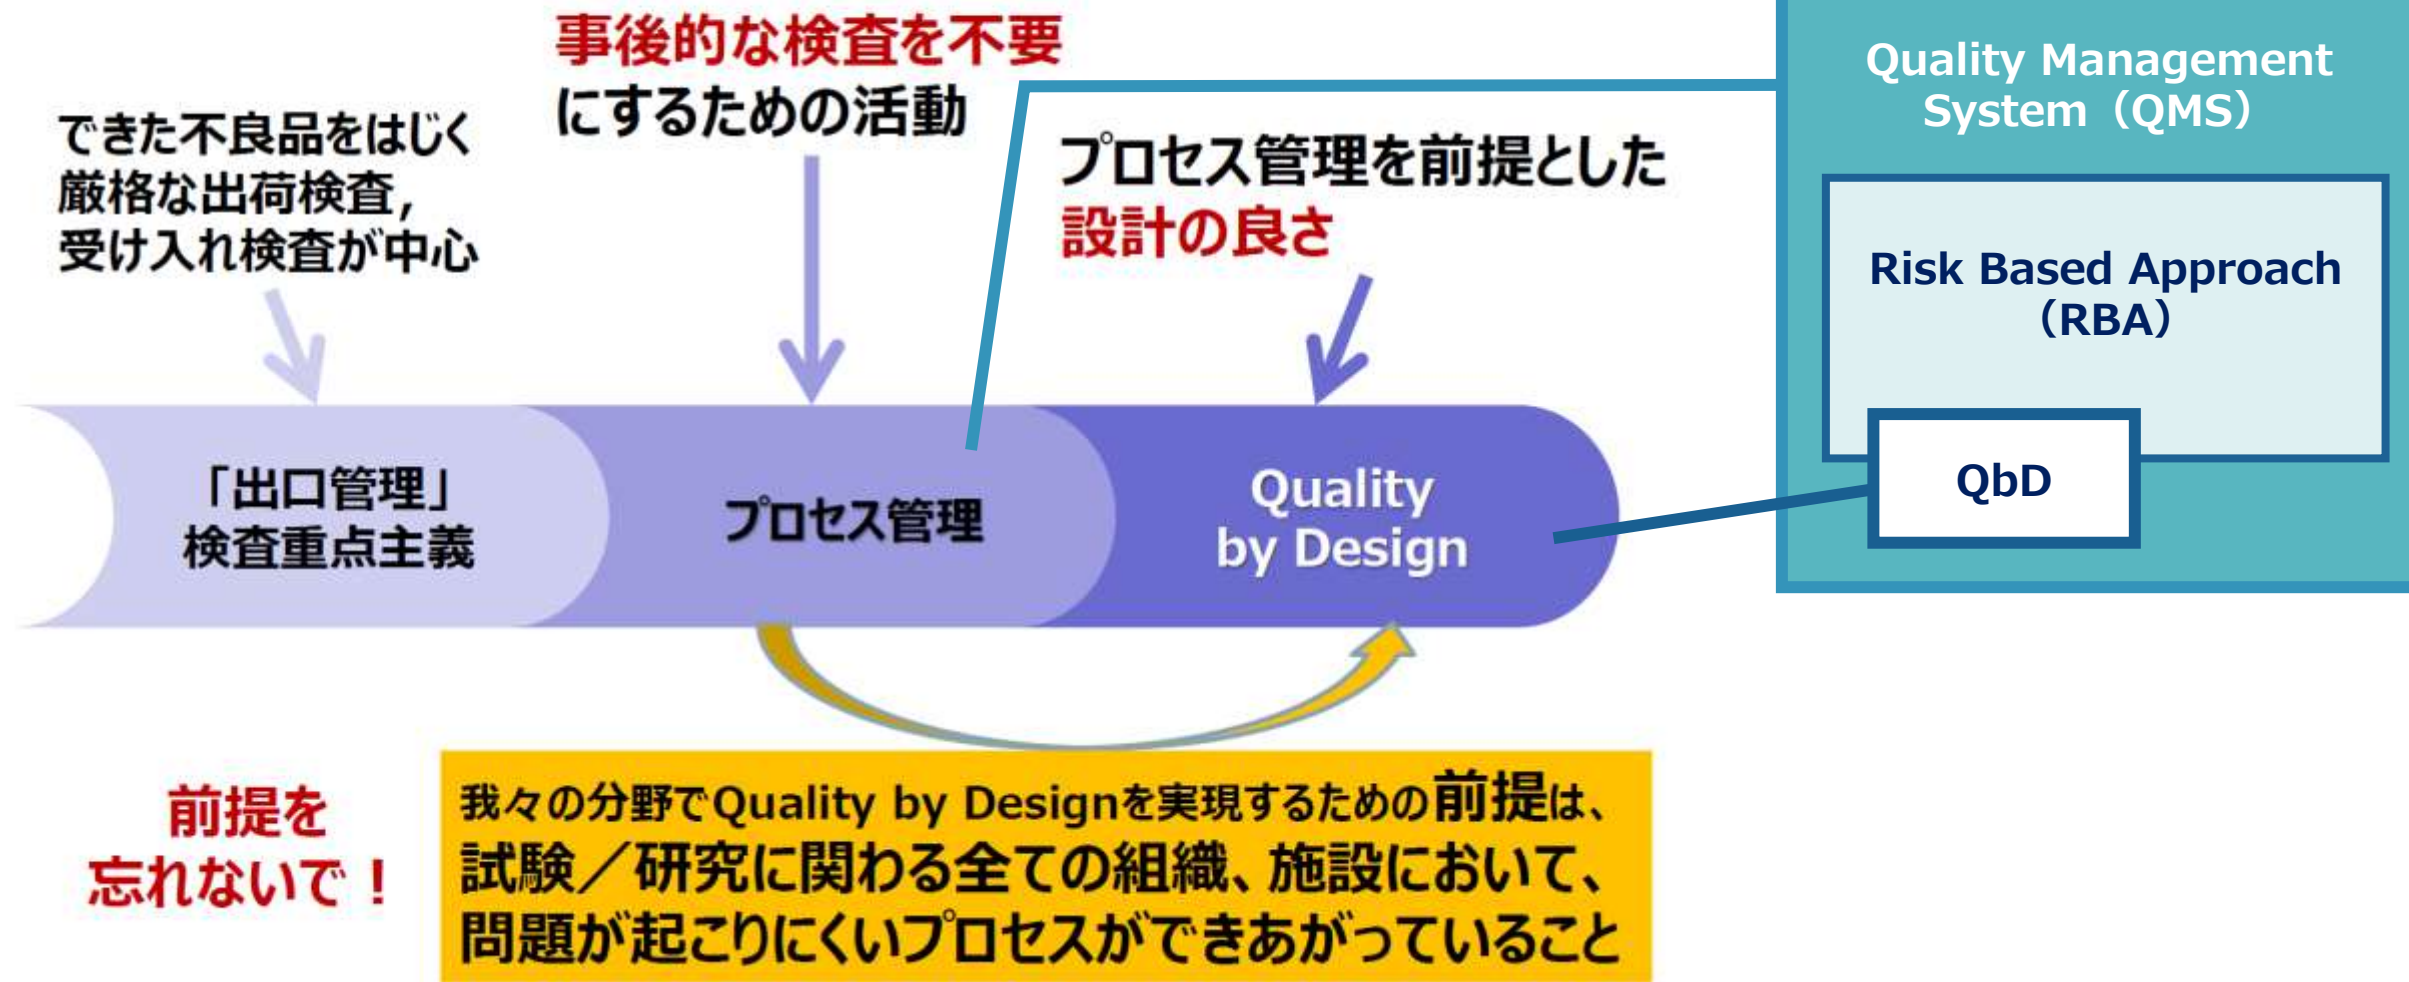 できた不良品をはじく
厳格な出荷検査,
受け入れ検査が中心
事後的な検査を不要
にするための活動
プロセス管理を前提とした
設計の良さ
「出口管理」
検査重点主義
プロセス管理
Quality
by Design
Quality Management
System（QMS）
Risk Based Approach
（RBA）
QbD
前提を
忘れないで！
我々の分野でQuality by Designを実現するための前提は、
試験／研究に関わる全ての組織、施設において、
問題が起こりにくいプロセスができあがっていること